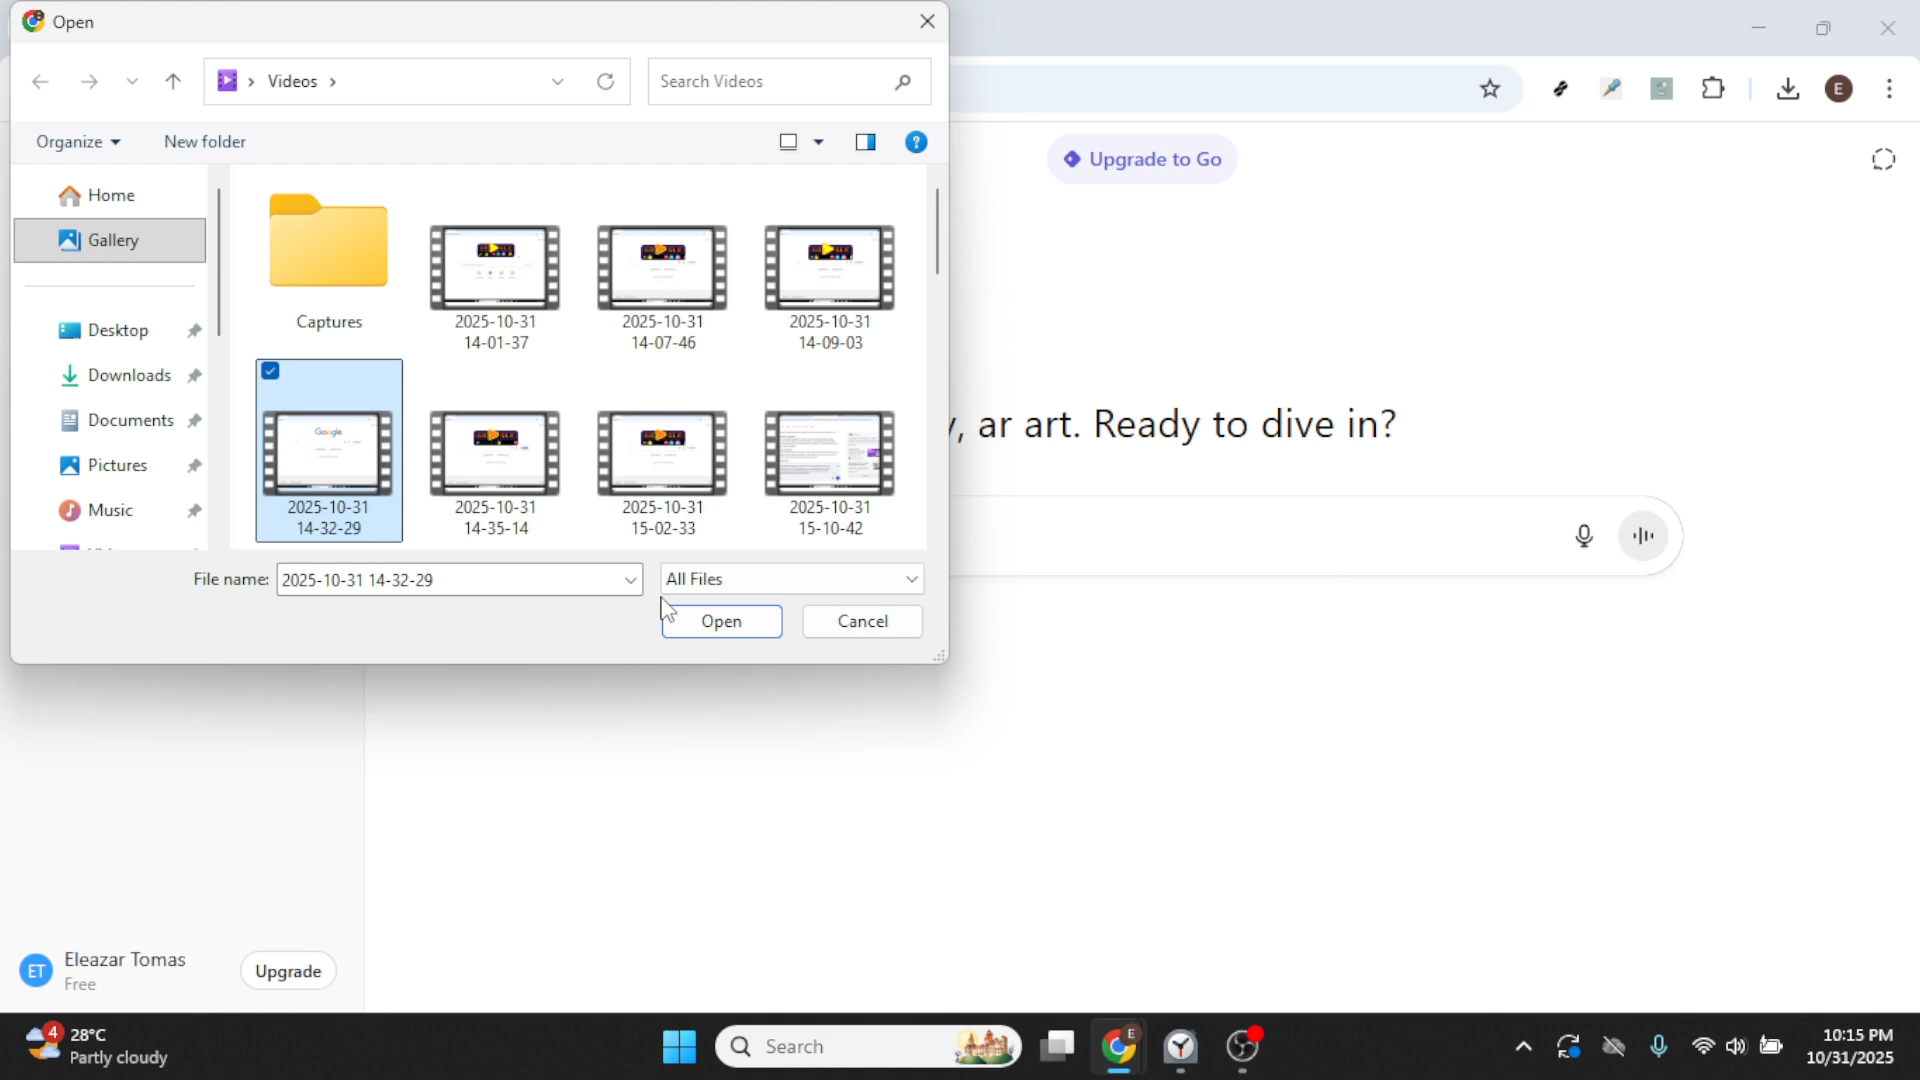 Open
Videos
Search Videos
Organize
New folder
Home
Gallery
Desktop
Downloads
Documents
Pictures
Music
Captures
2025-10-31
14-01-37
2025-10-31
14-07-46
2025-10-31
14-09-03
Google
2025-10-31
14-32-29
2025-10-31
14-35-14
2025-10-31
15-02-33
2025-10-31
15-10-42
File name:
2025-10-31 14-32-29
All Files
Open
Cancel
E
Upgrade to Go
, ar art. Ready to dive in?
ET
Eleazar Tomas
Free
Upgrade
4
28°C
Partly cloudy
Search
E
10:15 PM
10/31/2025